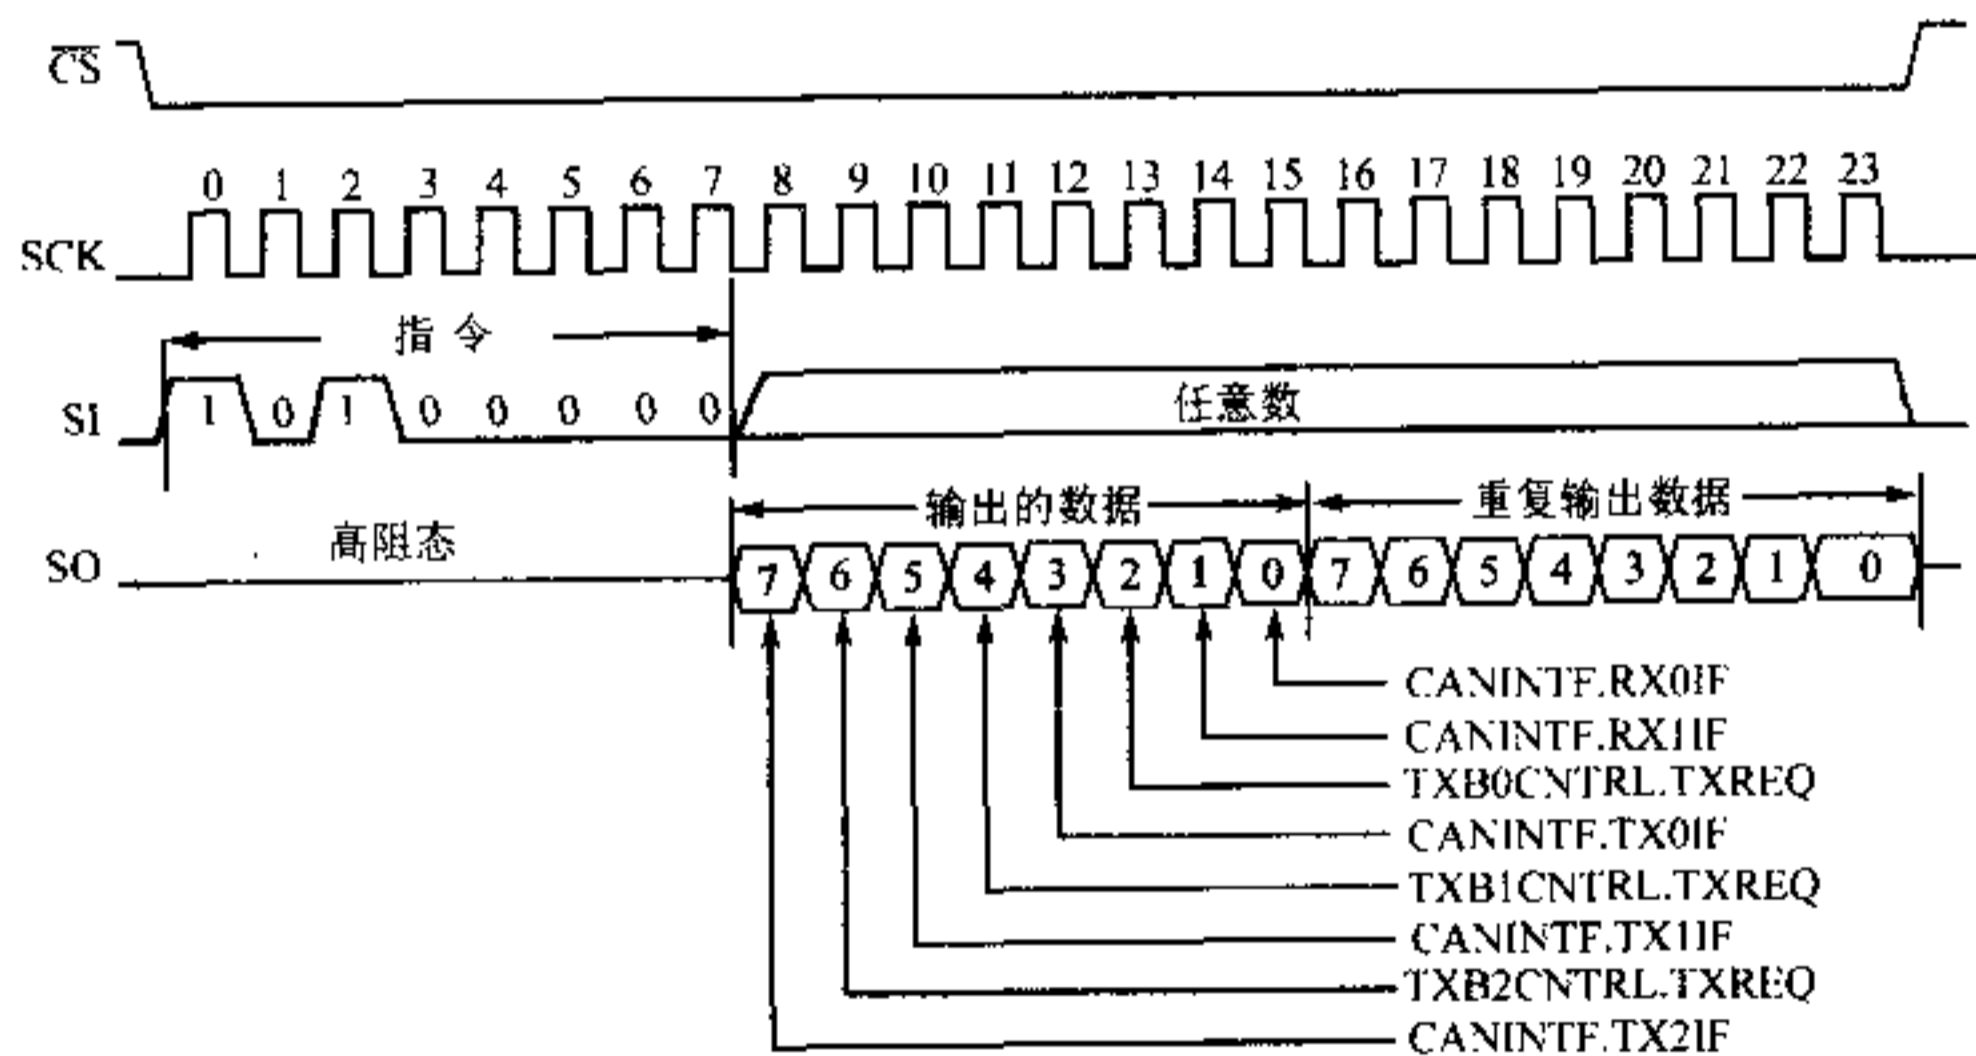 CS
0 1 2 3 4 5 6 7 8 9 10 11 12 13 14 15 16 17 18 19 20 21 22 23
SCK
指令
SI 1 0 1 0 0 0 0 0 任意数
输出的数据 重复输出数据
高阻态
SO 7 6 5 4 3 2 1 0 7 6 5 4 3 2 1 0
CANINTF.RX0IF
CANINTF.RX1IF
TXB0CNTRL.TXREQ
CANINTF.TX0IF
TXB1CNTRL.TXREQ
CANINTF.TX1IF
TXB2CNTRL.TXREQ
CANINTF.TX2IF